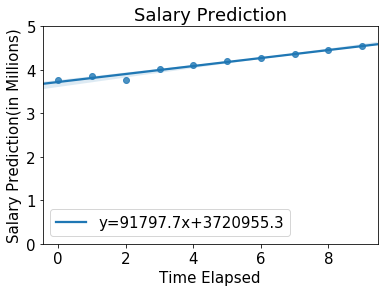 Salary Prediction
Salary Prediction(in Millions)
5
4
3
2
1
0
y=91797.7x+3720955.3
0 2 4 6 8
Time Elapsed